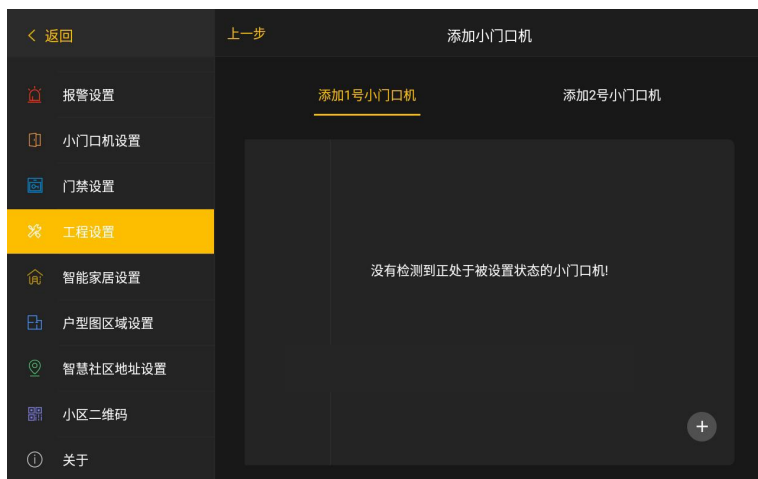 返回
上一步
添加小门口机
报警设置
小门口机设置
门禁设置
工程设置
智能家居设置
户型图区域设置
智慧社区地址设置
小区二维码
关于
添加1号小门口机
添加2号小门口机
没有检测到正处于被设置状态的小门口机!